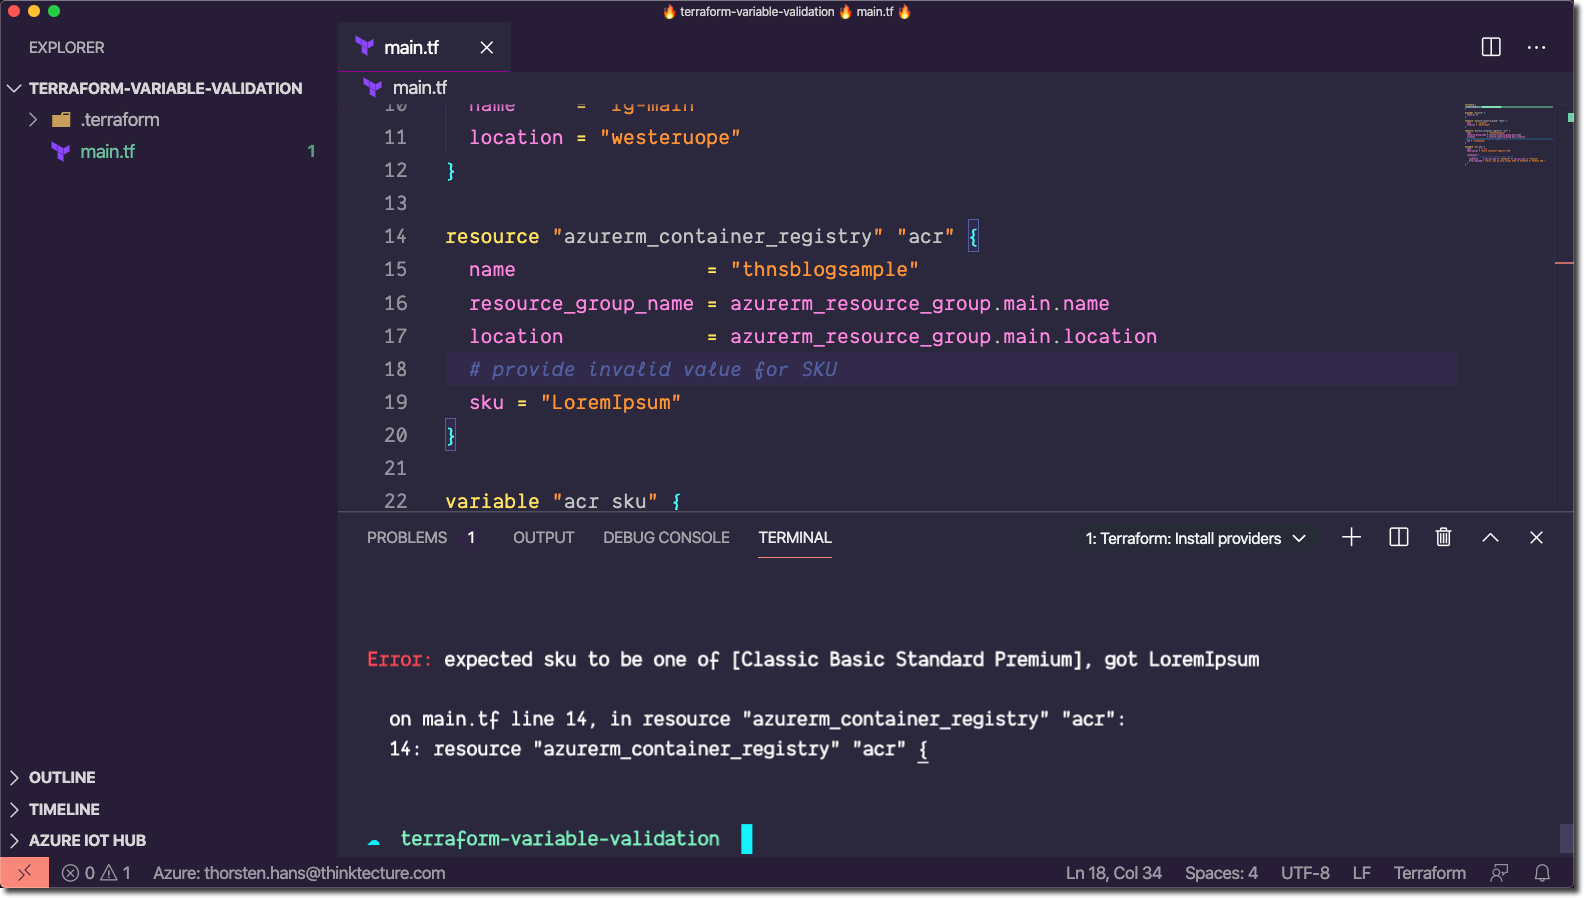 🔥 terraform-variable-validation 🔥 main.tf 🔥
EXPLORER
TERRAFORM-VARIABLE-VALIDATION
.terraform
main.tf 1
main.tf
main.tf
10 name = "rg-main"
11 location = "westeruope"
12 }
13
14 resource "azurerm_container_registry" "acr" {
15 name = "thnsblogsample"
16 resource_group_name = azurerm_resource_group.main.name
17 location = azurerm_resource_group.main.location
18 # provide invalid value for SKU
19 sku = "LoremIpsum"
20 }
21
22 variable "acr_sku" {
PROBLEMS 1 OUTPUT DEBUG CONSOLE TERMINAL 1: Terraform: Install providers
Error: expected sku to be one of [Classic Basic Standard Premium], got LoremIpsum
on main.tf line 14, in resource "azurerm_container_registry" "acr":
14: resource "azurerm_container_registry" "acr" {
terraform-variable-validation
OUTLINE
TIMELINE
AZURE IOT HUB
0 1 Azure: thorsten.hans@thinktecture.com Ln 18, Col 34 Spaces: 4 UTF-8 LF Terraform